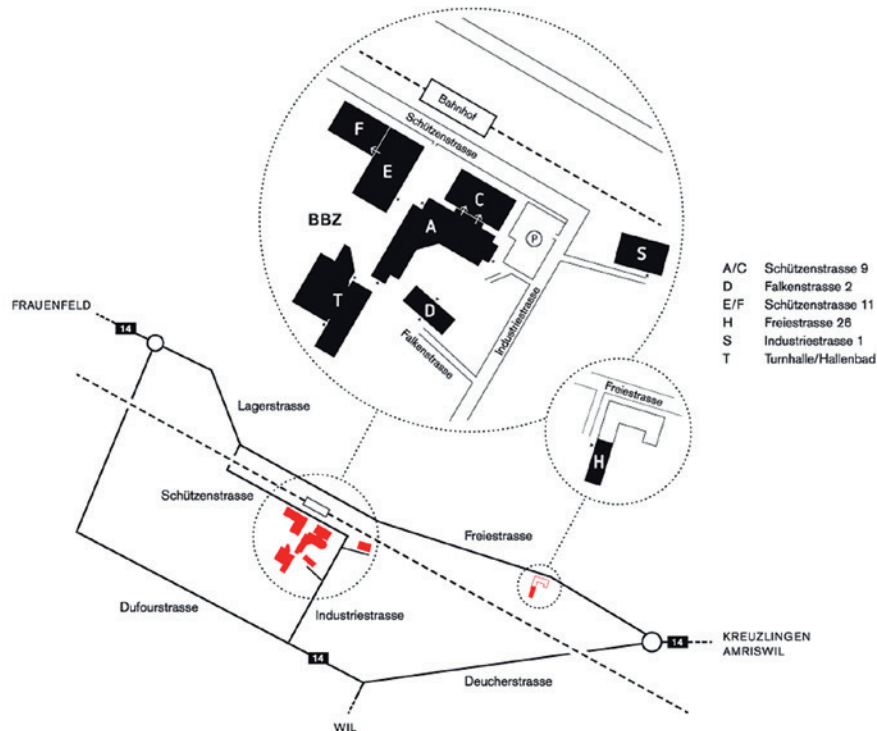 Bahnhof
Schützenstrasse
F
E
C
BBZ
A
P
S
T
D
Falkenstrasse
Industriestrasse
A/C Schützenstrasse 9
D Falkenstrasse 2
E/F Schützenstrasse 11
H Freiestrasse 26
S Industriestrasse 1
T Turnhalle/Hallenbad
FRAUENFELD
14
Lagerstrasse
Freiestrasse
H
Schützenstrasse
Freiestrasse
Dufourstrasse
Industriestrasse
14
KREUZLINGEN
AMRISWIL
14
Deucherstrasse
WIL